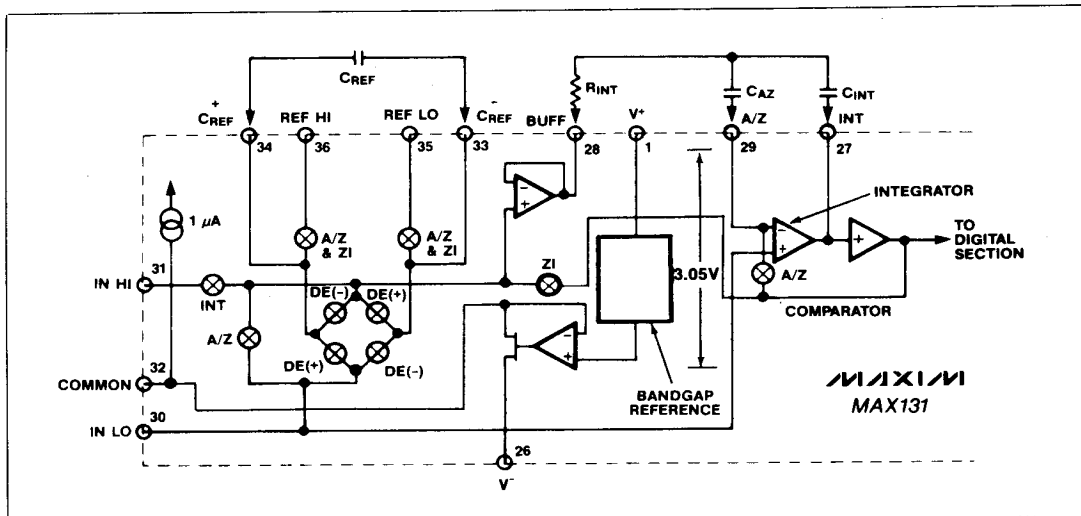 CREF
RINT
CAZ
CINT
+
CREF
REF HI
REF LO
-
CREF
BUFF
V+
A/Z
INT
34
36
35
33
28
1
29
27
1 μA
INTEGRATOR
A/Z
& ZI
A/Z
& ZI
TO
DIGITAL
SECTION
31
IN HI
INT
ZI
3.05V
A/Z
DE(-)
DE(+)
COMPARATOR
A/Z
DE(+)
DE(-)
32
COMMON
BANDGAP
REFERENCE
MAXIM
MAX131
30
IN LO
26
V-